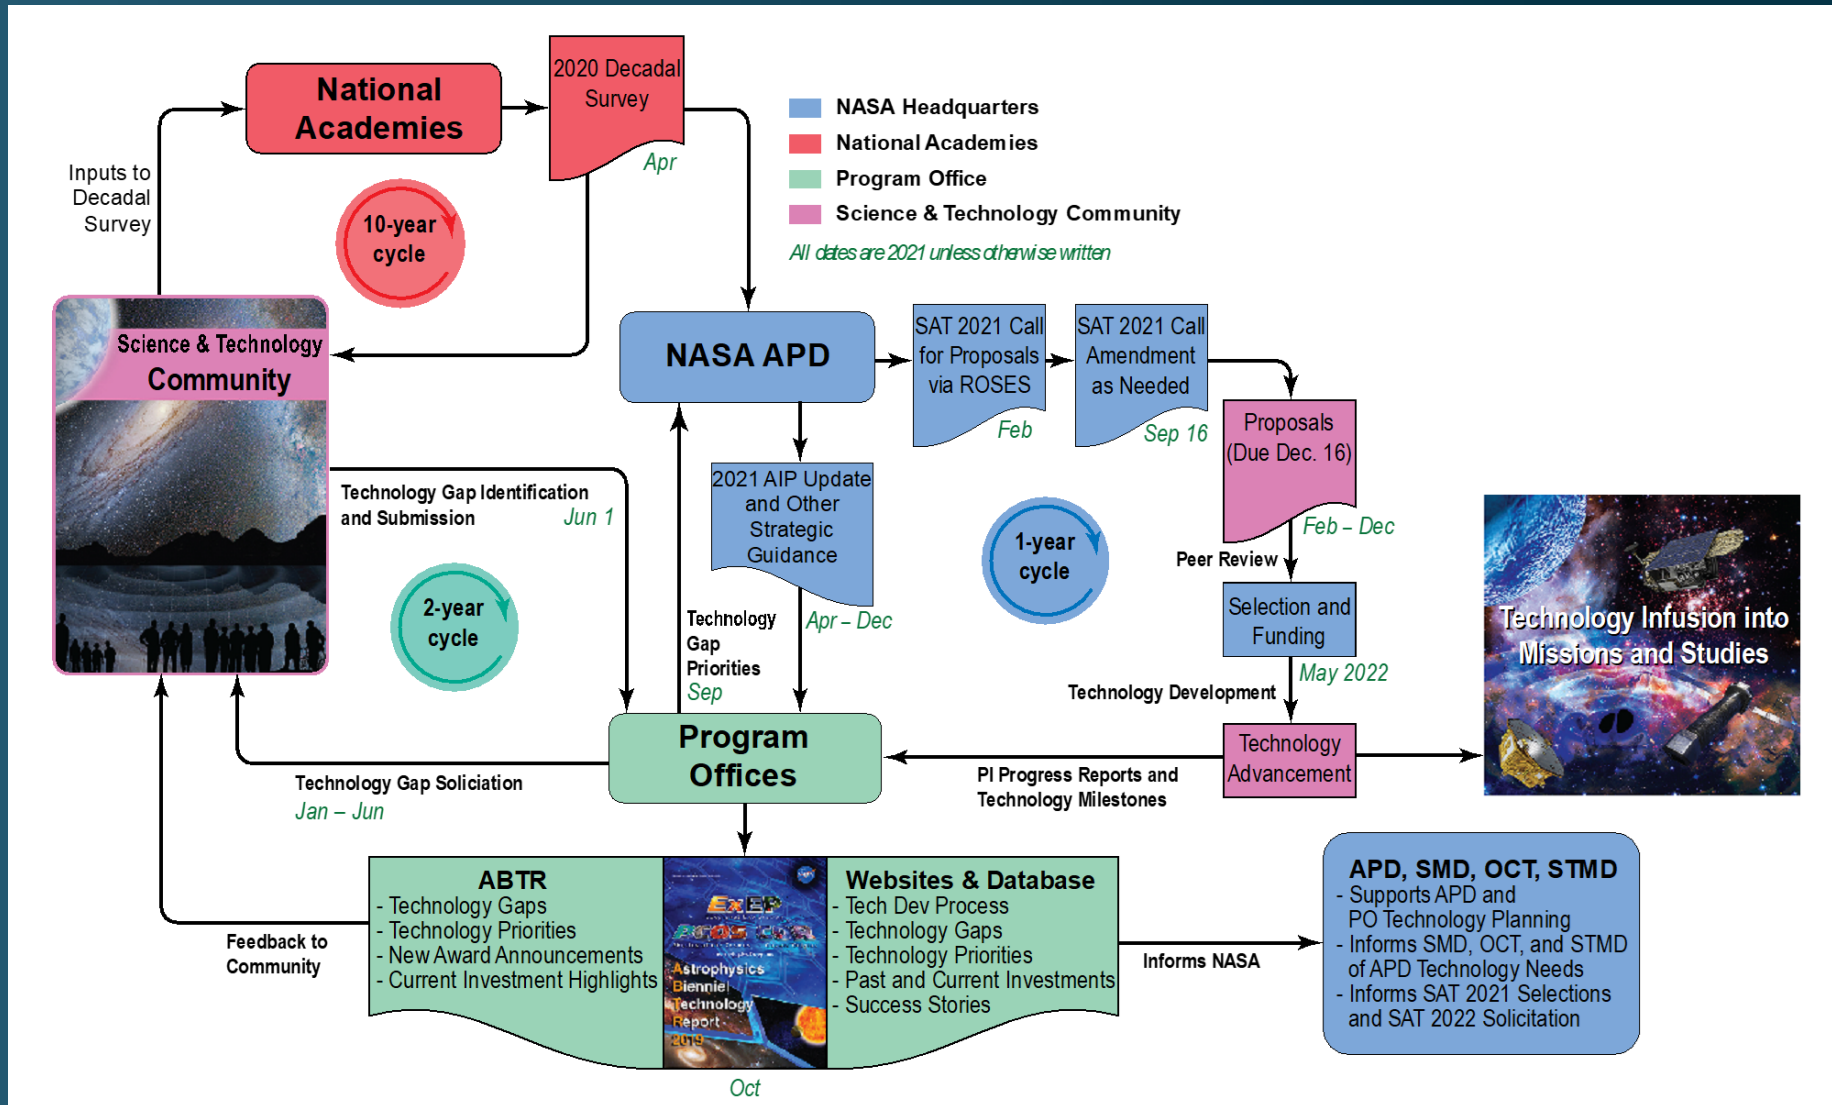 National
Academies
2020 Decadal
Survey
Apr
NASA Headquarters
National Academies
Program Office
Science & Technology Community
All dates are 2021 unless otherwise written
Inputs to
Decadal
Survey
10-year
cycle
Science & Technology
Community
NASA APD
SAT 2021 Call
for Proposals
via ROSES
Feb
SAT 2021 Call
Amendment
as Needed
Sep 16
Proposals
(Due Dec. 16)
Feb – Dec
Technology Gap Identification
and Submission
Jun 1
2021 AIP Update
and Other
Strategic
Guidance
Apr – Dec
1-year
cycle
Peer Review
Selection and
Funding
May 2022
2-year
cycle
Technology
Gap
Priorities
Sep
Technology Development
Technology
Advancement
Technology Infusion into
Missions and Studies
Program
Offices
PI Progress Reports and
Technology Milestones
Technology Gap Soliciation
Jan – Jun
Feedback to
Community
ABTR
- Technology Gaps
- Technology Priorities
- New Award Announcements
- Current Investment Highlights
ExEP
PCOS
Astrophysics
Bienniel
Technology
Report
2019
Oct
Websites & Database
- Tech Dev Process
- Technology Gaps
- Technology Priorities
- Past and Current Investments
- Success Stories
Informs NASA
APD, SMD, OCT, STMD
- Supports APD and
PO Technology Planning
- Informs SMD, OCT, and STMD
of APD Technology Needs
- Informs SAT 2021 Selections
and SAT 2022 Solicitation